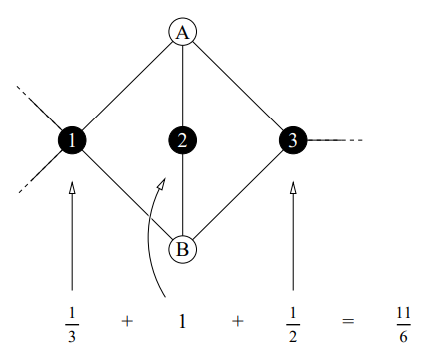 A
1 2 3
B
1/3 + 1 + 1/2 = 11/6